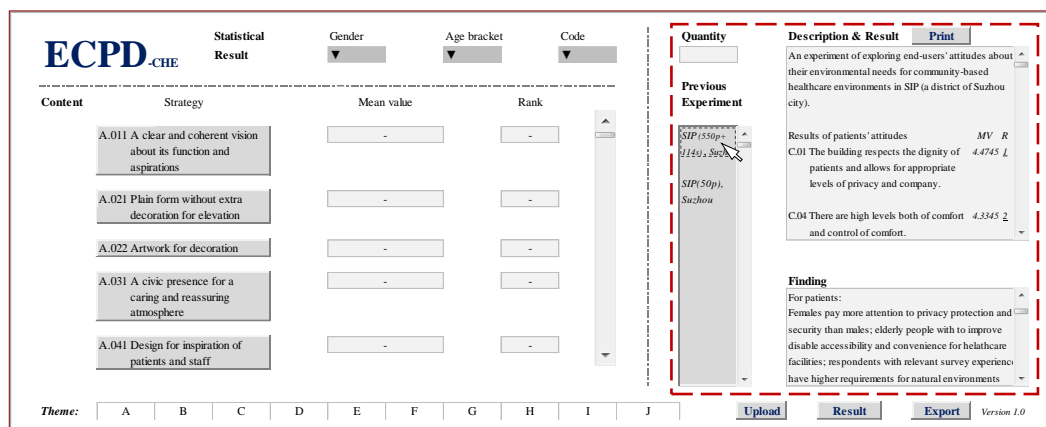 ECPD-CHE
Statistical
Result
Gender
▼
Age bracket
▼
Code
▼
Content
Strategy
Mean value
Rank
A.011 A clear and coherent vision
about its function and
aspirations
-
-
A.021 Plain form without extra
decoration for elevation
-
-
A.022 Artwork for decoration
-
-
A.031 A civic presence for a
caring and reassuring
atmosphere
-
-
A.041 Design for inspiration of
patients and staff
-
-
Quantity
Previous
Experiment
SIP (550p+
114s), Suzh
SIP(50p),
Suzhou
Description & Result
Print
An experiment of exploring end-users' attitudes about
their environmental needs for community-based
healthcare environments in SIP (a district of Suzhou
city).
Results of patients' attitudes MV R
C.01 The building respects the dignity of 4.4745 1
patients and allows for appropriate
levels of privacy and company.
C.04 There are high levels both of comfort 4.3345 2
and control of comfort.
Finding
For patients:
Females pay more attention to privacy protection and
security than males; elderly people with to improve
disable accessibility and convenience for helathcare
facilities; respondents with relevant survey experience
have higher requirements for natural environments
Theme: A B C D E F G H I J
Upload
Result
Export
Version 1.0